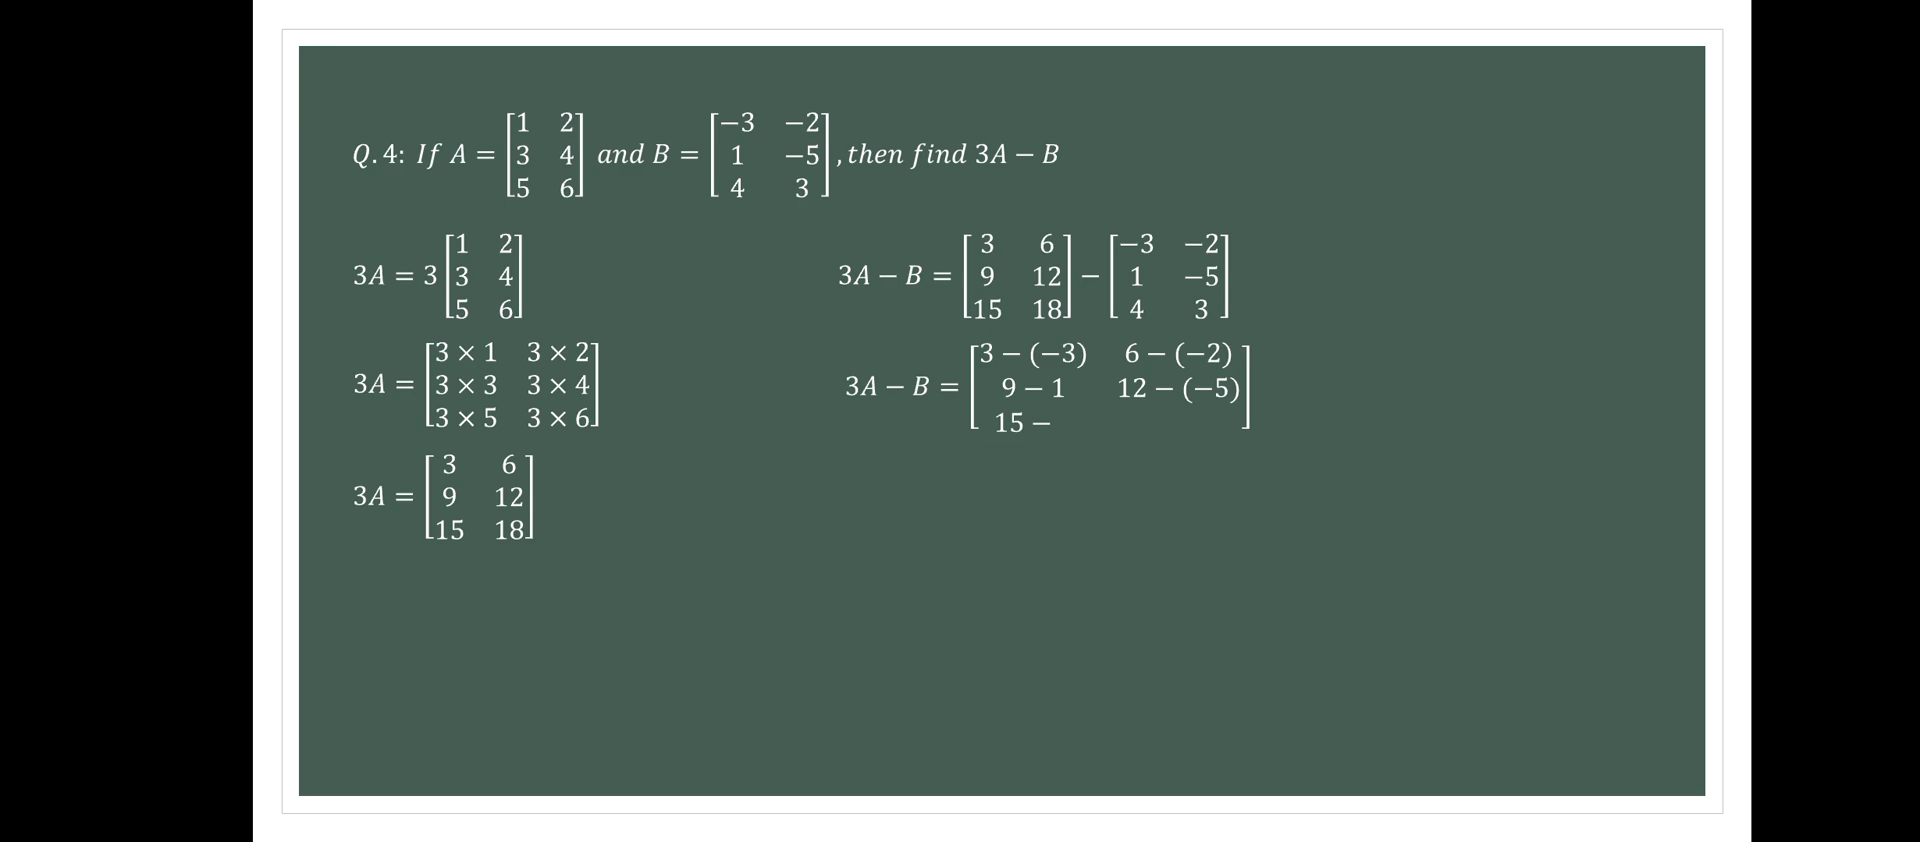 Q.4: If A = [1 2; 3 4; 5 6] and B = [−3 −2; 1 −5; 4 3], then find 3A − B
3A = 3 [1 2; 3 4; 5 6]
3A = [3 × 1 3 × 2; 3 × 3 3 × 4; 3 × 5 3 × 6]
3A = [3 6; 9 12; 15 18]
3A − B = [3 6; 9 12; 15 18] − [−3 −2; 1 −5; 4 3]
3A − B = [3 − (−3) 6 − (−2); 9 − 1 12 − (−5); 15 −]